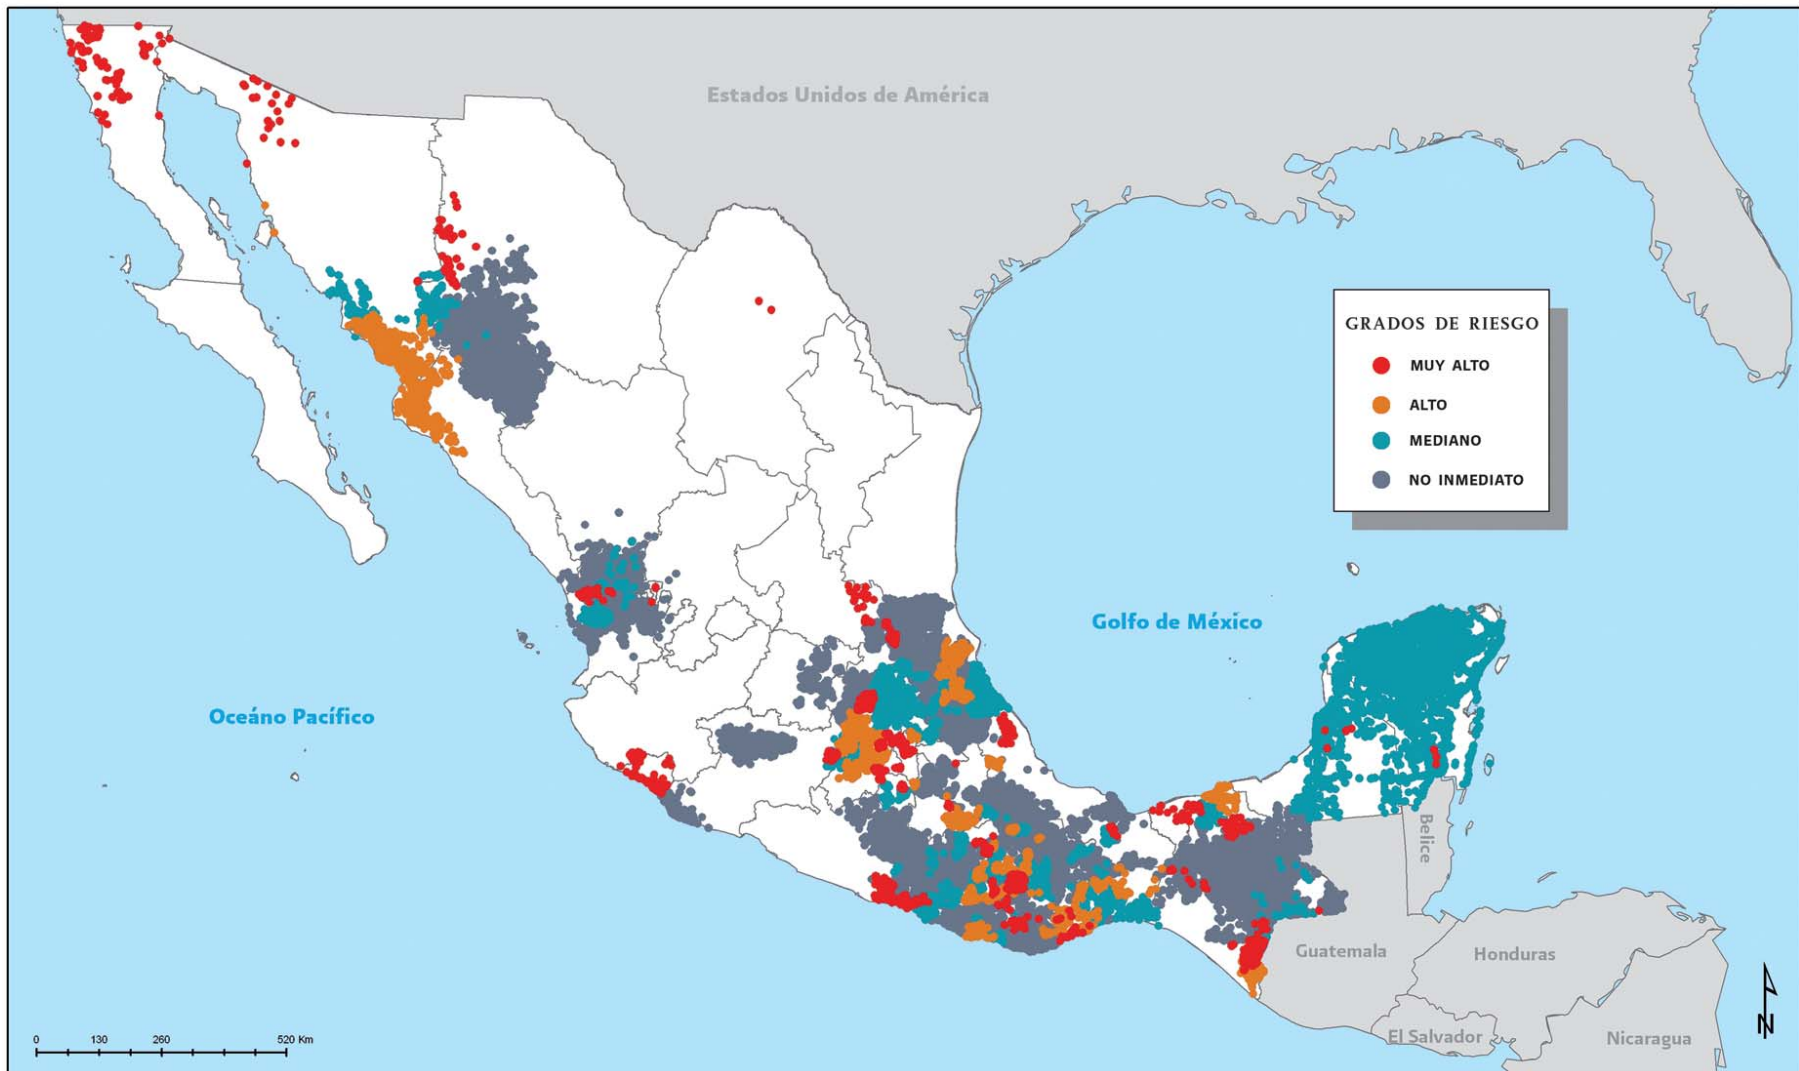 Estados Unidos de América
GRADOS DE RIESGO
MUY ALTO
ALTO
MEDIANO
NO INMEDIATO
Golfo de México
Oceáno Pacífico
Belice
Guatemala
Honduras
El Salvador
Nicaragua
N
0 130 260 520 Km